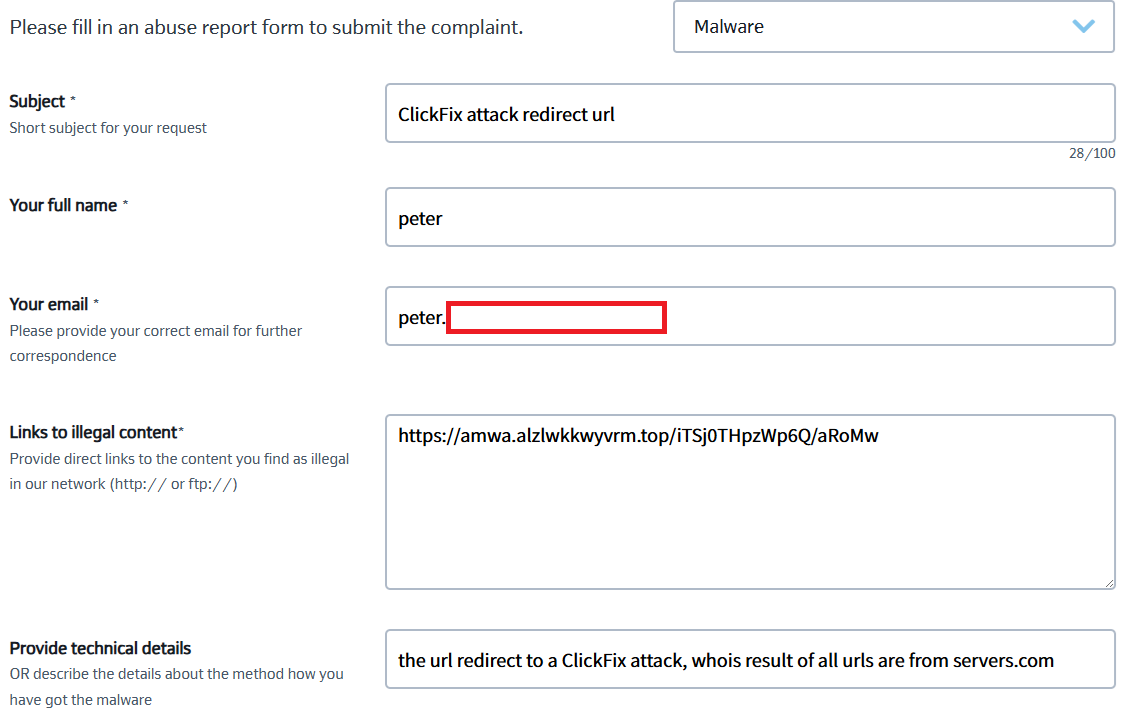 Please fill in an abuse report form to submit the complaint.
Malware
Subject *
Short subject for your request
ClickFix attack redirect url
28/100
Your full name *
peter
Your email *
Please provide your correct email for further
correspondence
peter.
Links to illegal content*
Provide direct links to the content you find as illegal
in our network (http:// or ftp://)
https://amwa.alzlwkkwyvrm.top/iTSj0THpzWp6Q/aRoMw
Provide technical details
OR describe the details about the method how you
have got the malware
the url redirect to a ClickFix attack, whois result of all urls are from servers.com